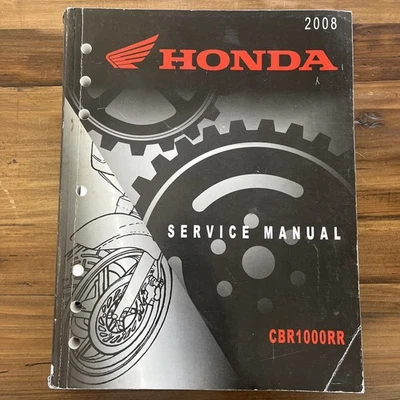 2008
HONDA
SERVICE MANUAL
CBR1000RR